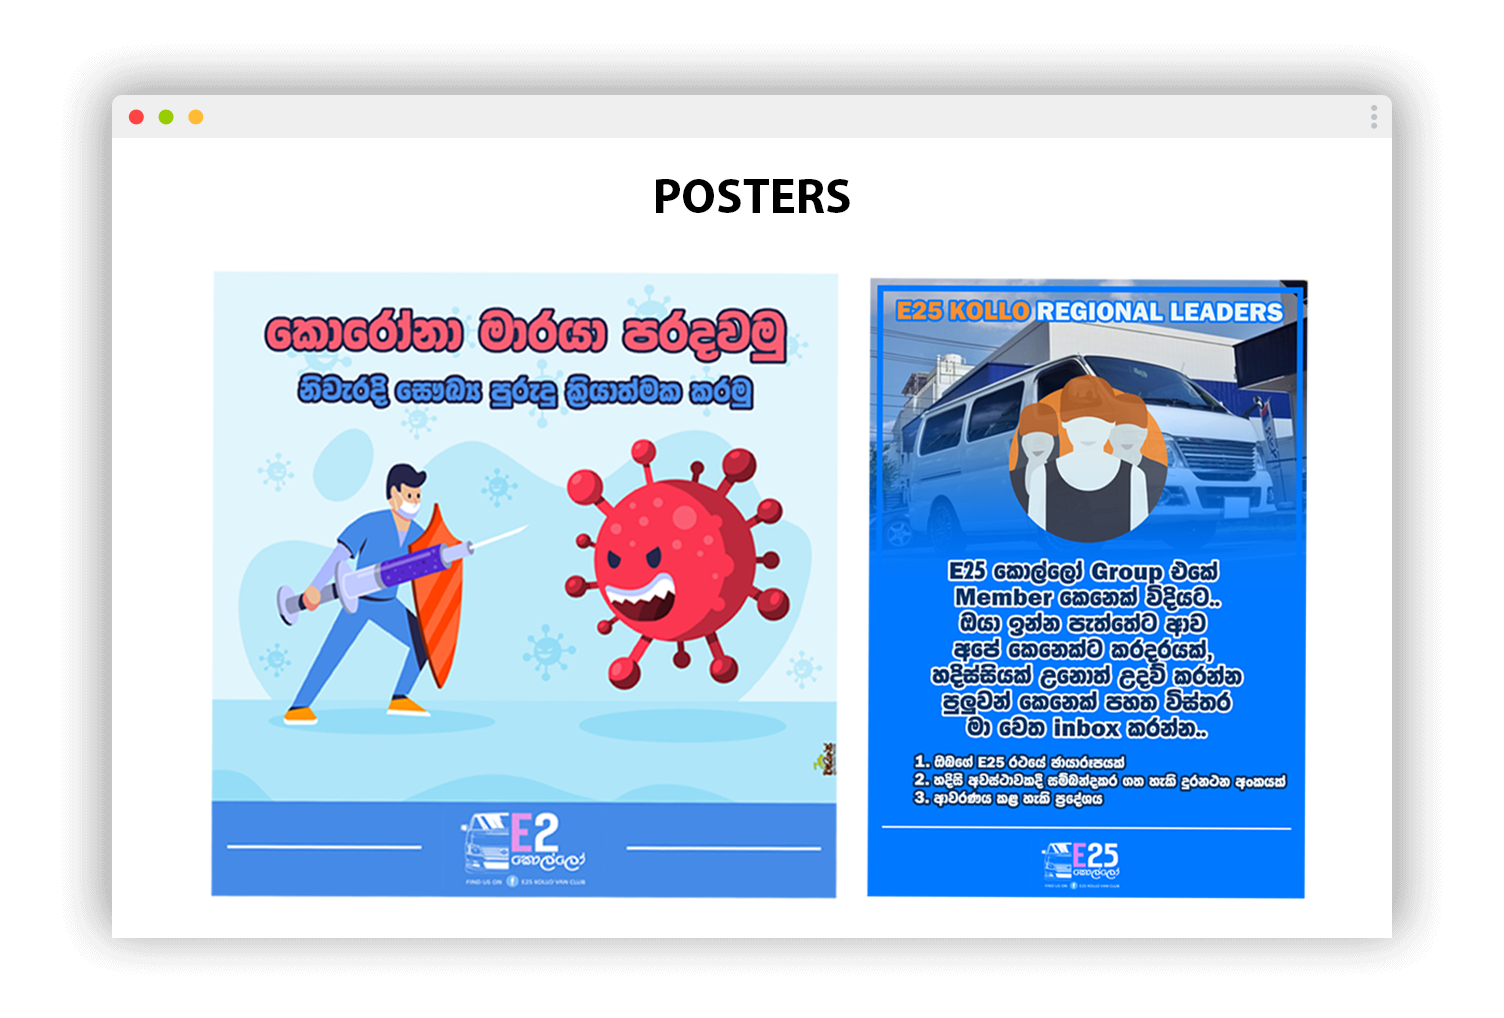 POSTERS
කොරෝනා මාරයා පරදවමු
නිවැරදි සෞඛ්‍ය පුරුදු ක්‍රියාත්මක කරමු
E2
කොල්ලෝ
FIND US ON f E25 KOLLO VAN CLUB
E25 KOLLO REGIONAL LEADERS
E25 කොල්ලෝ Group එකේ
Member කෙනෙක් විදියට..
ඔයා ඉන්න පැත්තේට ආව
අපේ කෙනෙක්ට කරදරයක්,
හදිස්සියක් උනොත් උදව් කරන්න
පුලුවන් කෙනෙක් පහත විස්තර
මා වෙත inbox කරන්න..
1. ඔබගේ E25 රථයේ ඡායාරූපයක්
2. හදිසි අවස්ථාවකදි සම්බන්දකර ගත හැකි දුරනථන අංකයක්
3. ආවරණය කළ හැකි ප්‍රදේශය
E25
කොල්ලෝ
FIND US ON f E25 KOLLO VAN CLUB